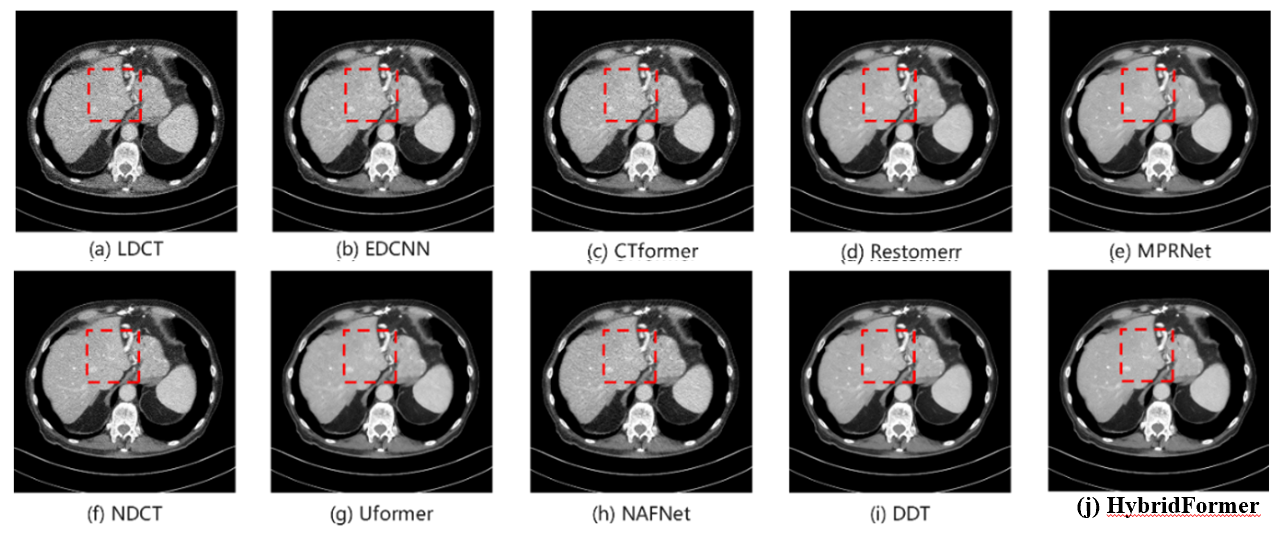 (a) LDCT
(b) EDCNN
(c) CTformer
(d) Restomerr
(e) MPRNet
(f) NDCT
(g) Uformer
(h) NAFNet
(i) DDT
(j) HybridFormer